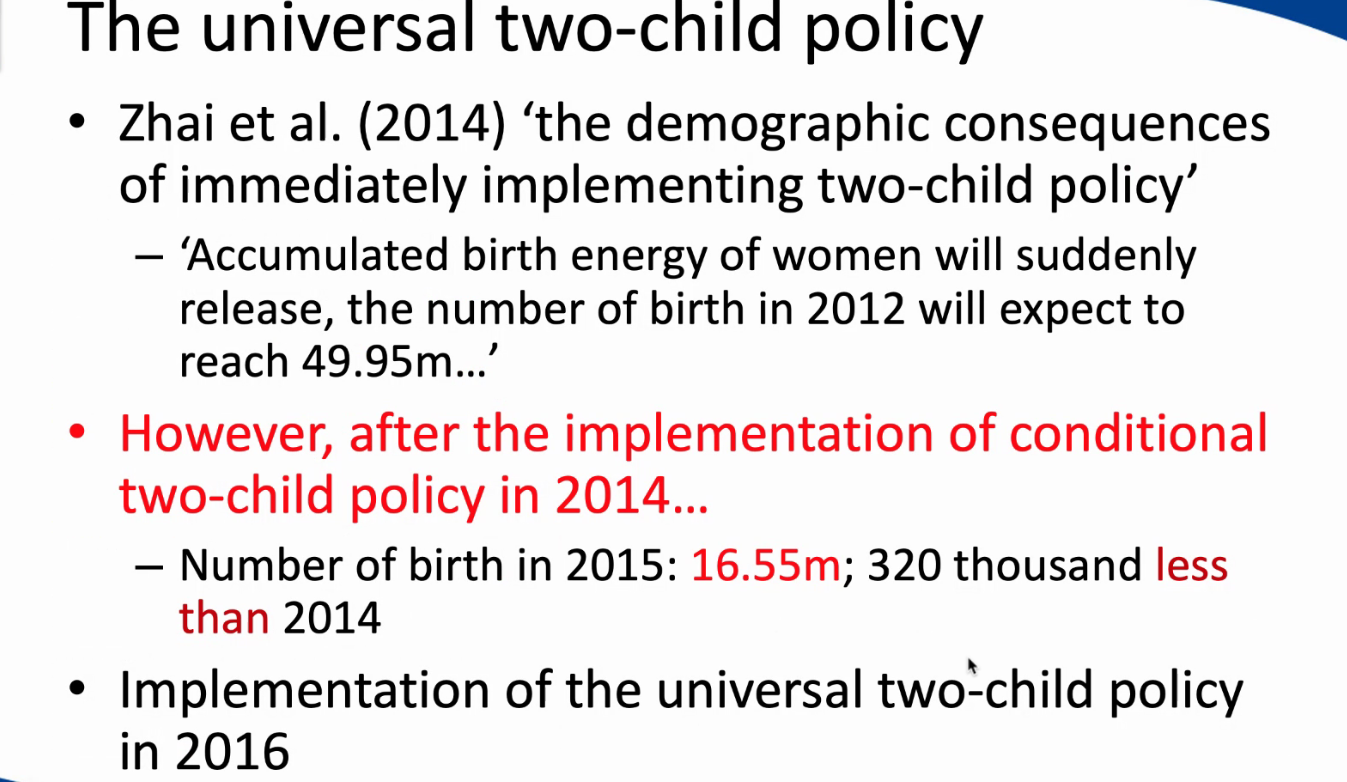 The universal two-child policy
• Zhai et al. (2014) ‘the demographic consequences
of immediately implementing two-child policy’
– ‘Accumulated birth energy of women will suddenly
release, the number of birth in 2012 will expect to
reach 49.95m…’
• However, after the implementation of conditional
two-child policy in 2014…
– Number of birth in 2015: 16.55m; 320 thousand less
than 2014
• Implementation of the universal two-child policy
in 2016